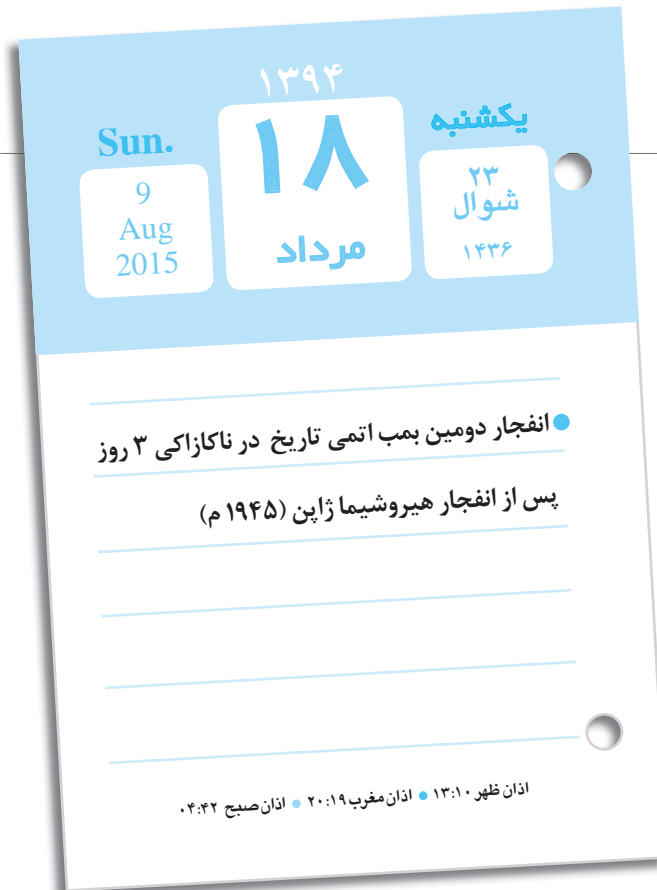 ۱۳۹۴
۱۸
مرداد
یکشنبه
۲۳
شوال
۱۴۳۶
Sun.
9
Aug
2015
انفجار دومین بمب اتمی تاریخ در ناکازاکی ۳ روز
پس از انفجار هیروشیما ژاپن (۱۹۴۵ م)
اذان ظهر ۱۳:۱۰ ● اذان مغرب ۲۰:۱۹ ● اذان صبح ۰۴:۴۲